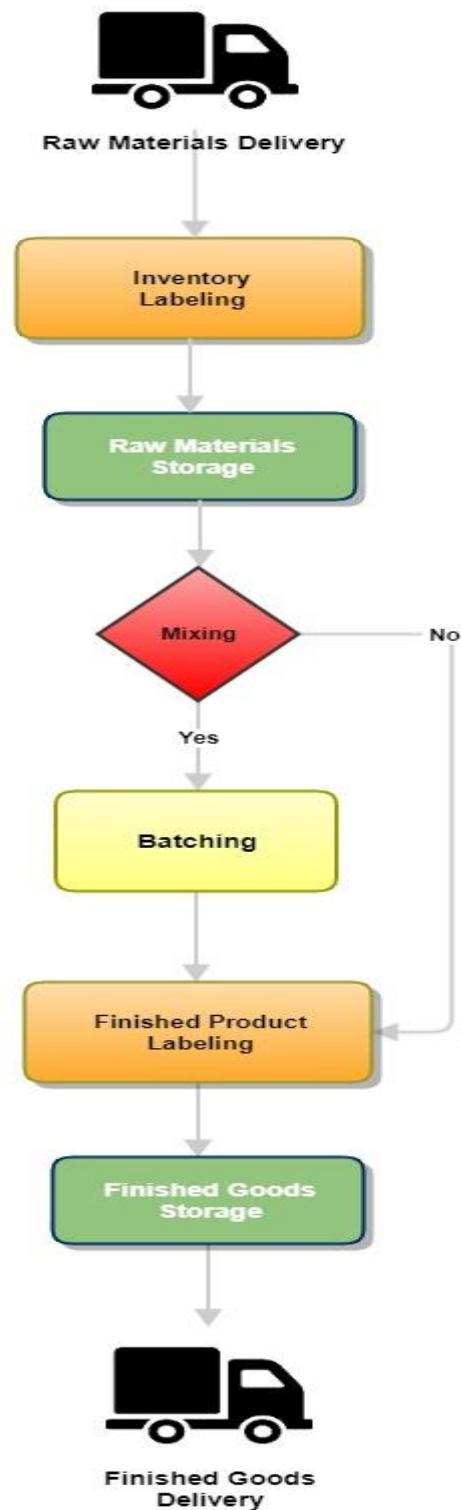 Raw Materials Delivery
Inventory
Labeling
Raw Materials
Storage
Mixing
No
Yes
Batching
Finished Product
Labeling
Finished Goods
Storage
Finished Goods
Delivery